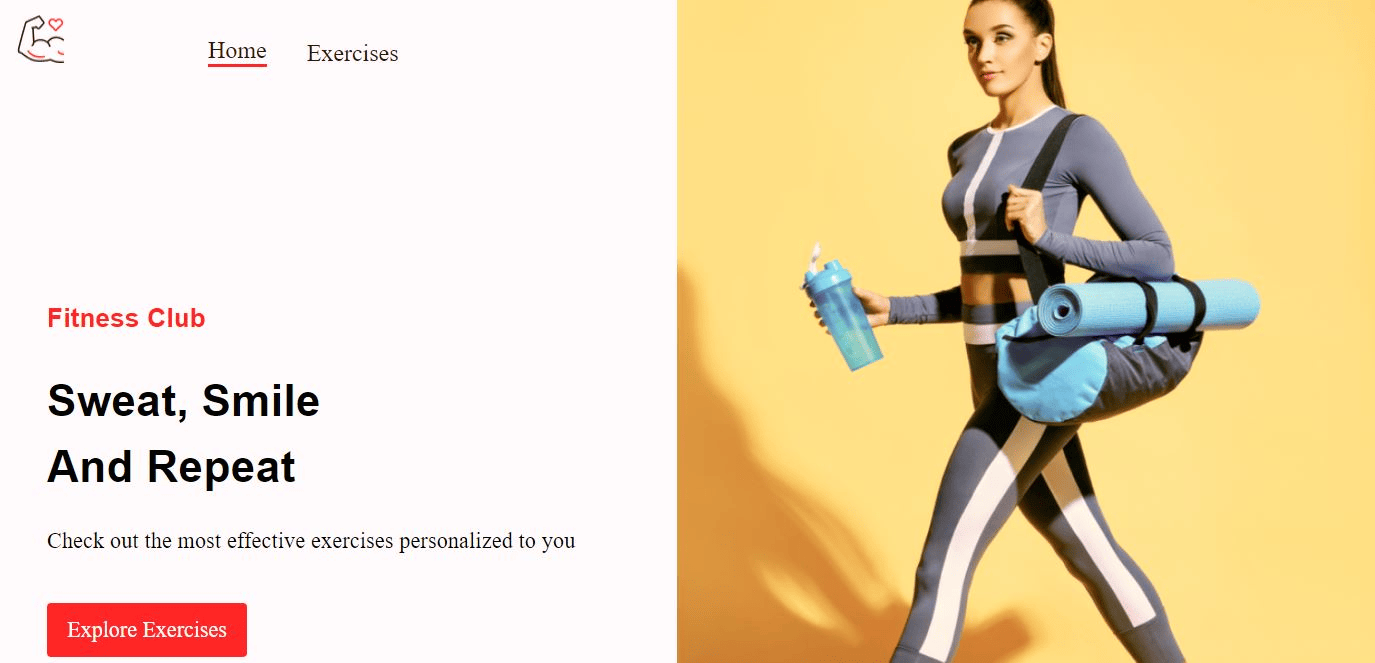 Home
Exercises
Fitness Club
Sweat, Smile
And Repeat
Check out the most effective exercises personalized to you
Explore Exercises